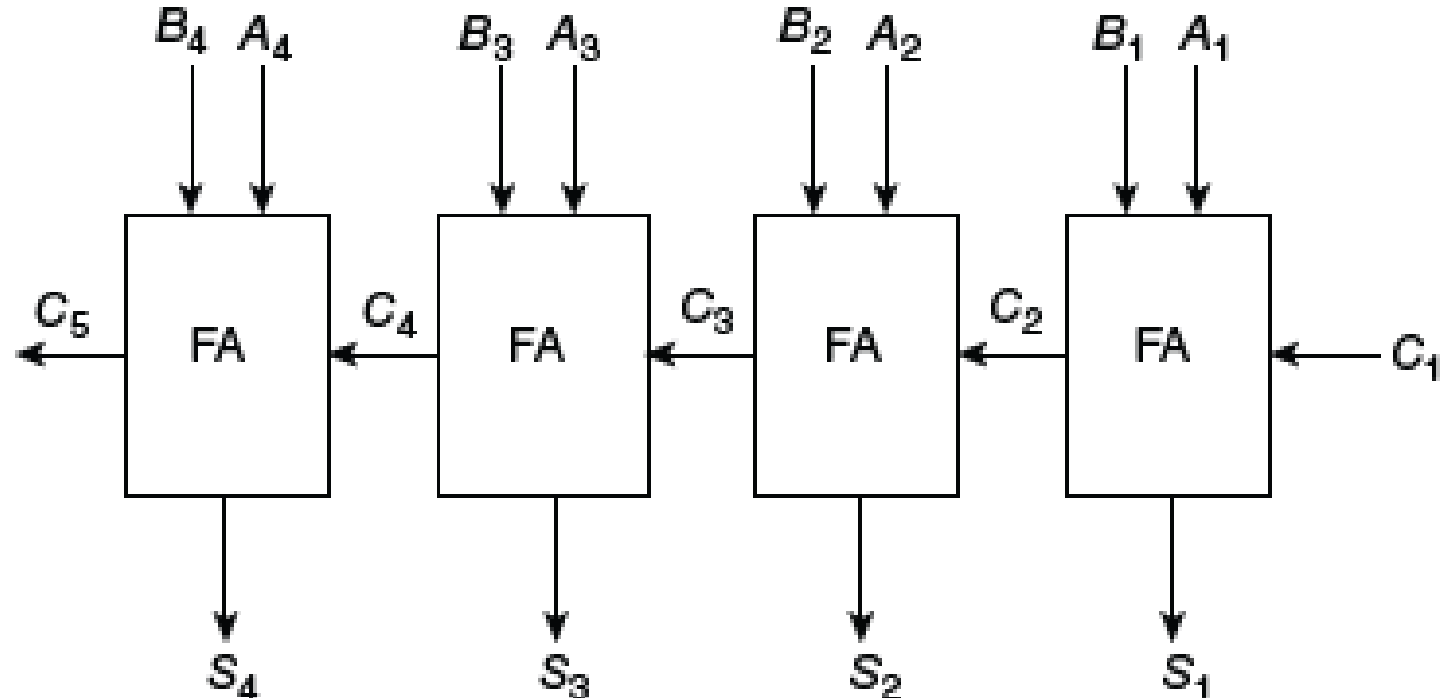 B₄ A₄ B₃ A₃ B₂ A₂ B₁ A₁
C₅ FA C₄ FA C₃ FA C₂ FA C₁
S₄ S₃ S₂ S₁